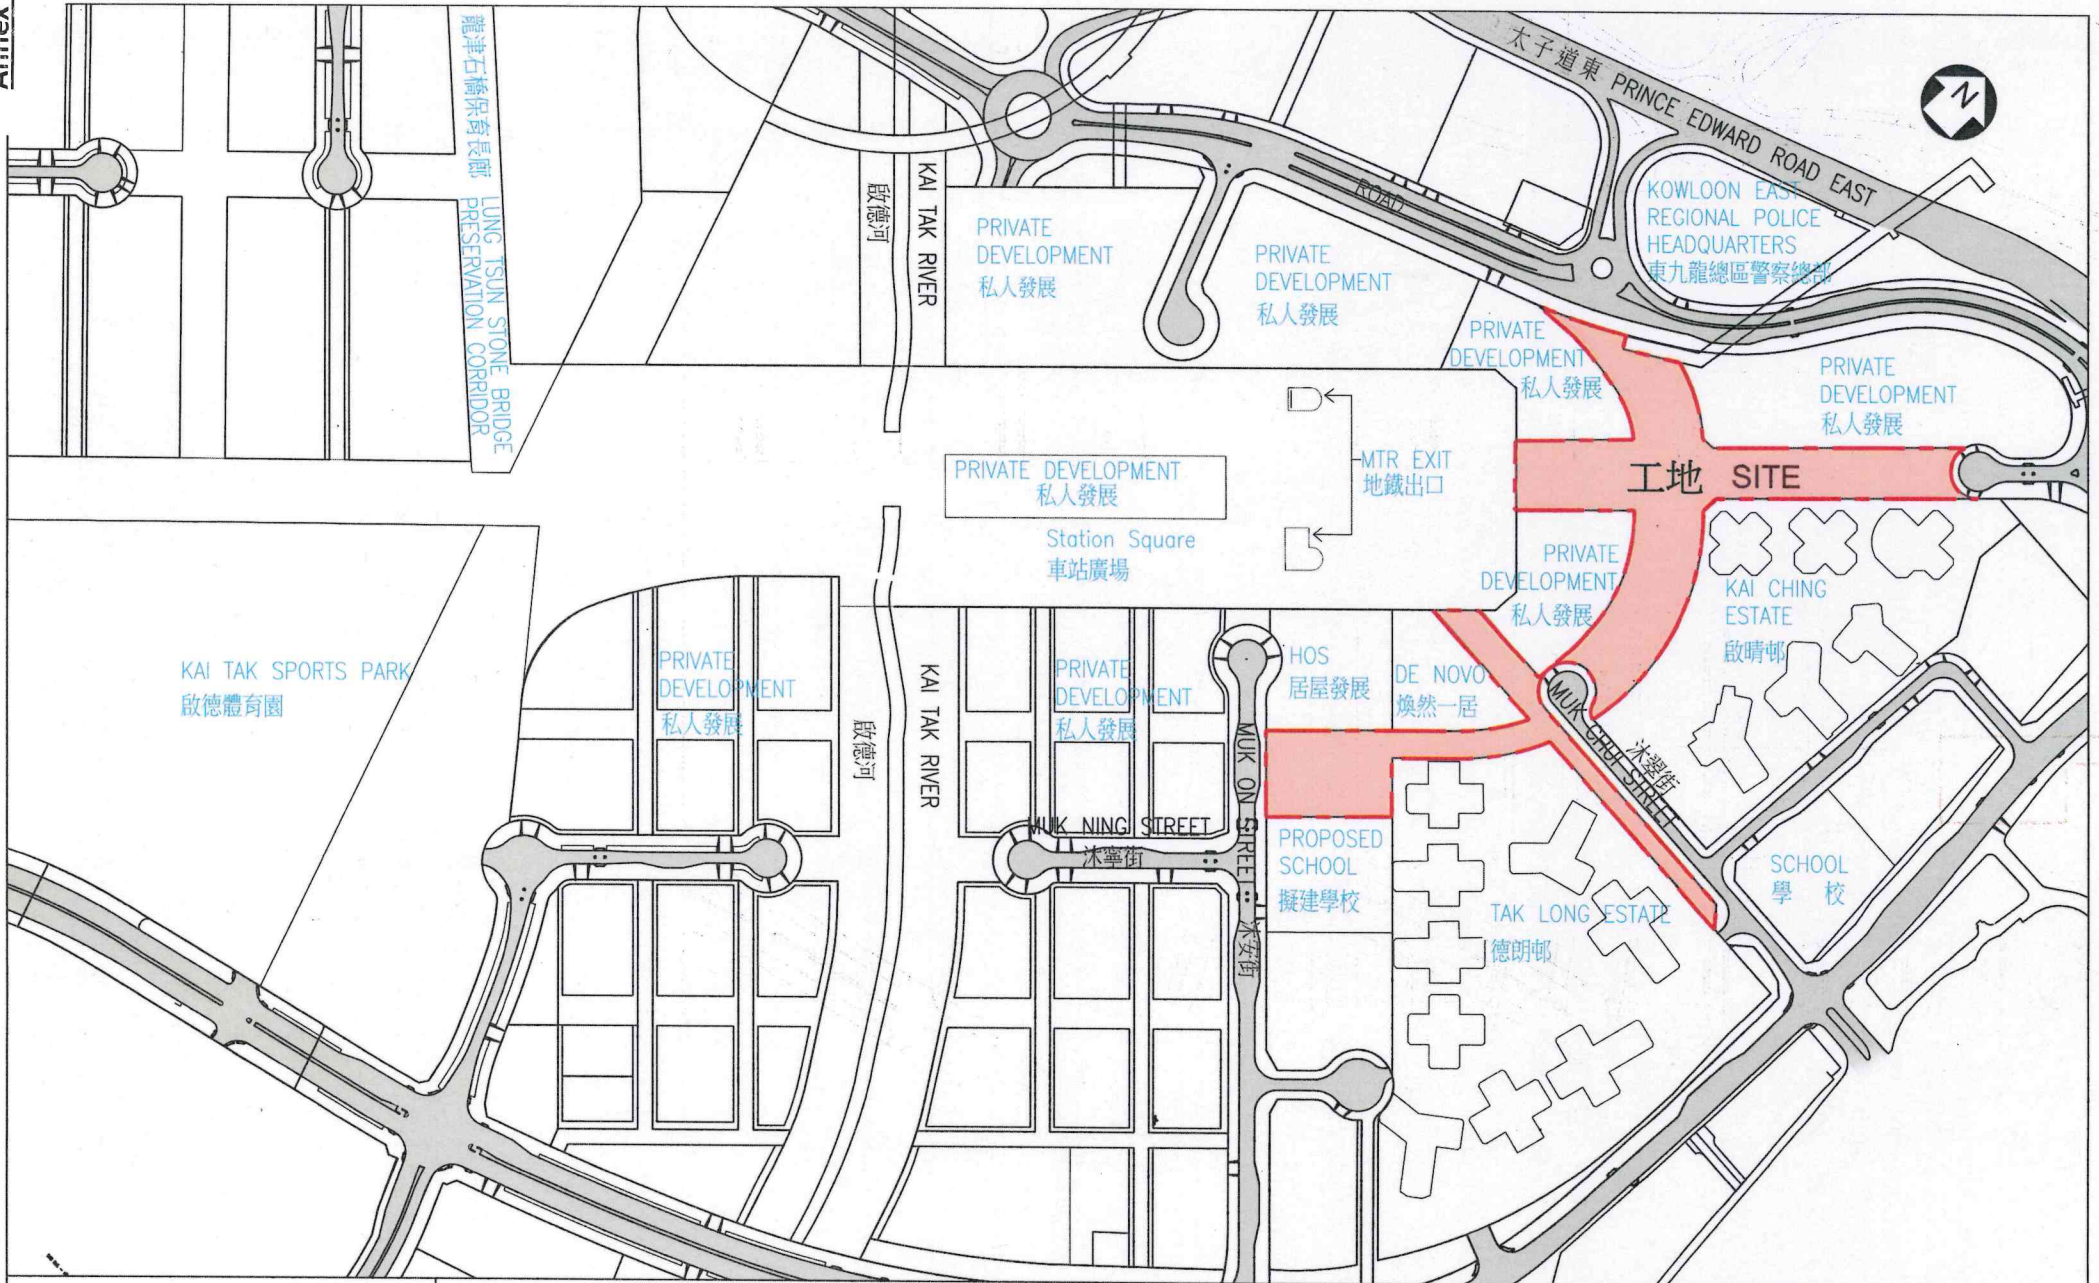 Annex
龍津石橋保育長廊 LUNG TSUN STONE BRIDGE
PRESERVATION CORRIDOR
KAI TAK RIVER
啟德河
太子道東 PRINCE EDWARD ROAD EAST
N
ROAD
KOWLOON EAST
REGIONAL POLICE
HEADQUARTERS
東九龍總區警察總部
PRIVATE
DEVELOPMENT
私人發展
PRIVATE
DEVELOPMENT
私人發展
PRIVATE
DEVELOPMENT
私人發展
PRIVATE
DEVELOPMENT
私人發展
MTR EXIT
地鐵出口
PRIVATE DEVELOPMENT
私人發展
Station Square
車站廣場
工地 SITE
PRIVATE
DEVELOPMENT
私人發展
KAI CHING
ESTATE
啟晴邨
KAI TAK SPORTS PARK
啟德體育園
PRIVATE
DEVELOPMENT
私人發展
KAI TAK RIVER
啟德河
PRIVATE
DEVELOPMENT
私人發展
HOS
居屋發展
DE NOVO
煥然一居
MUK CHUI STREET
沐翠街
MUK ON STREET
沐安街
MUK NING STREET
沐寧街
PROPOSED
SCHOOL
擬建學校
TAK LONG ESTATE
德朗邨
SCHOOL
學 校